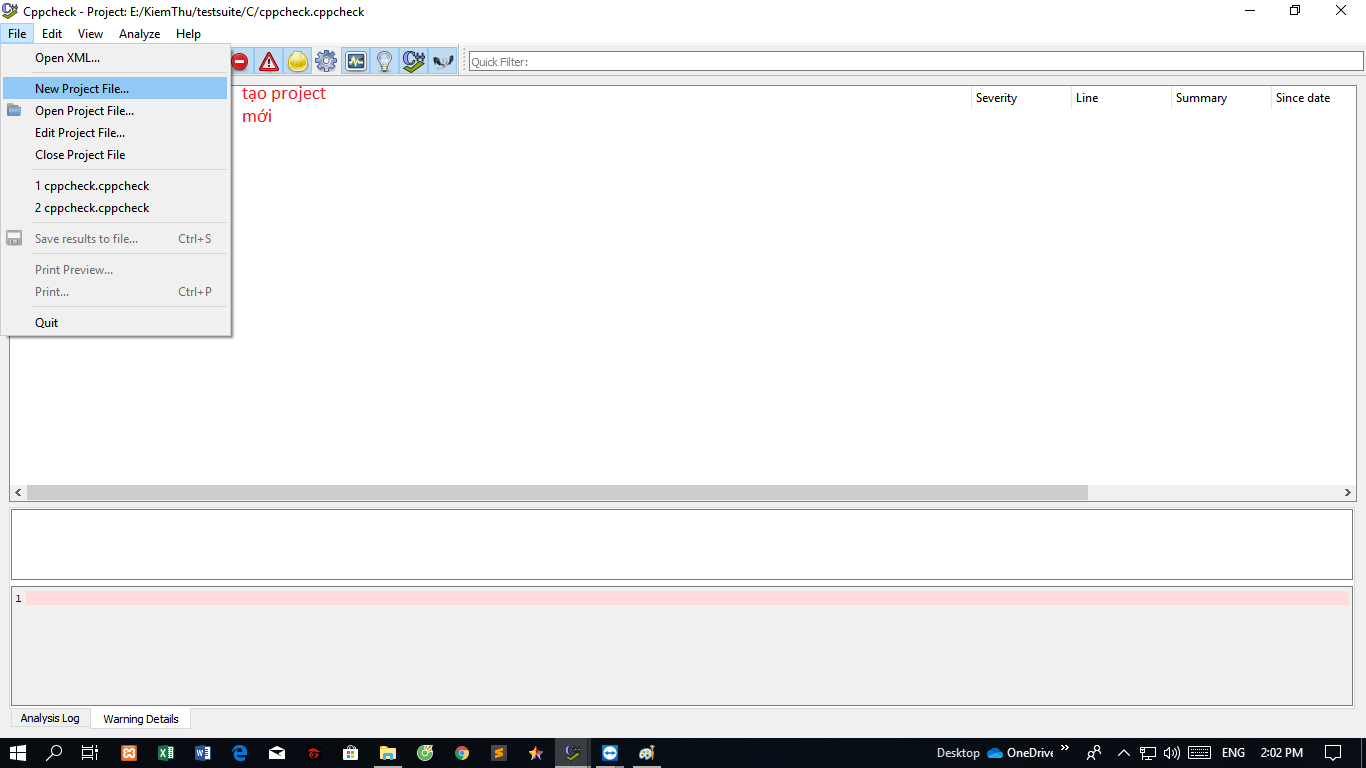 Cppcheck - Project: E:/KiemThu/testsuite/C/cppcheck.cppcheck
File Edit View Analyze Help
Open XML...
Quick Filter:
New Project File...
tạo project
mới
Severity Line Summary Since date
Open Project File...
Edit Project File...
Close Project File
1 cppcheck.cppcheck
2 cppcheck.cppcheck
Save results to file... Ctrl+S
Print Preview...
Print... Ctrl+P
Quit
1
Analysis Log Warning Details
Desktop OneDrive ENG 2:02 PM